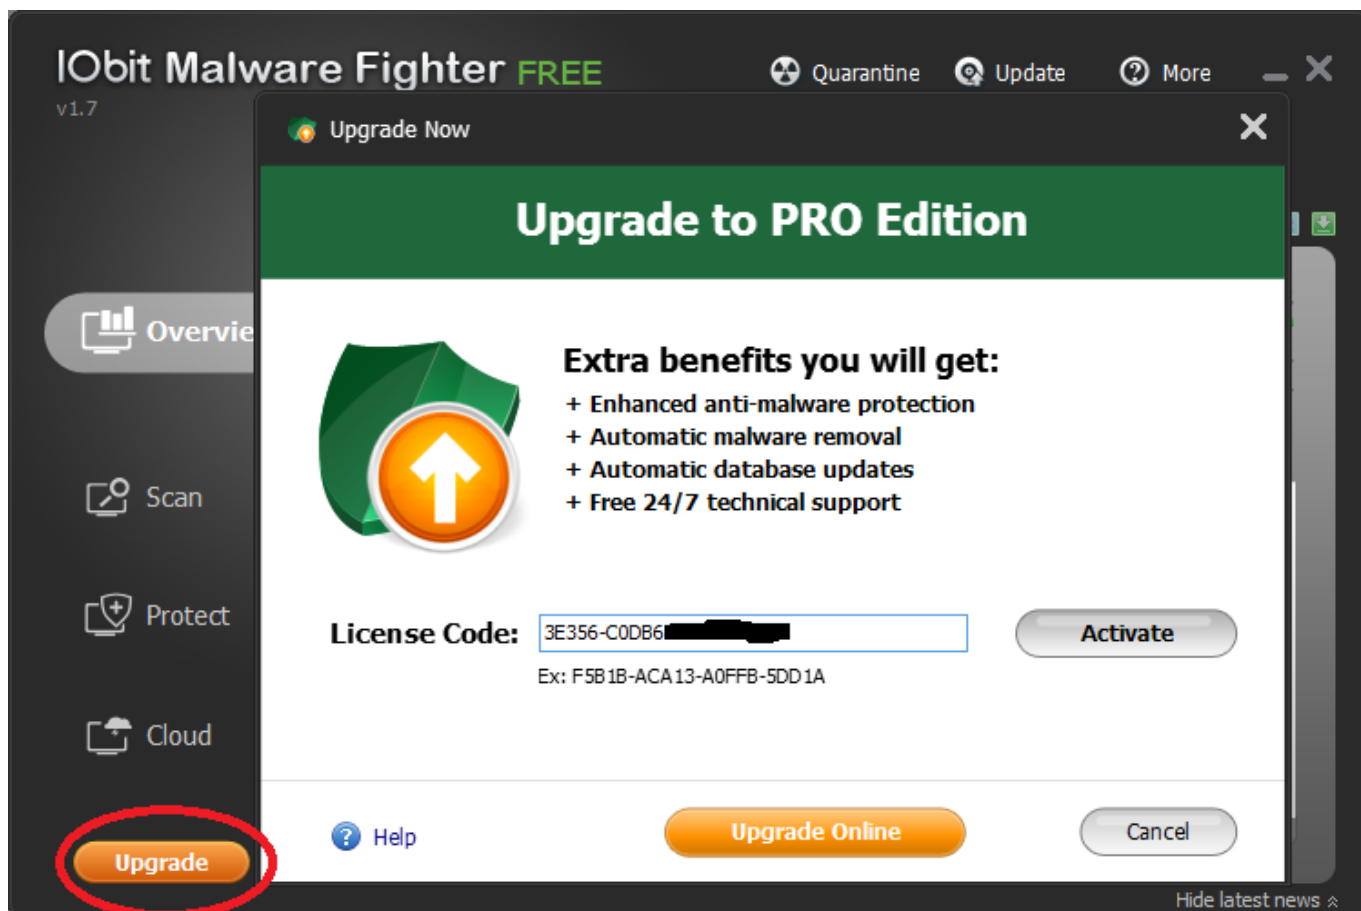 IObit Malware Fighter FREE
Quarantine Update More
v1.7
Upgrade Now
Upgrade to PRO Edition
Overvie
Extra benefits you will get:
+ Enhanced anti-malware protection
+ Automatic malware removal
+ Automatic database updates
+ Free 24/7 technical support
Scan
Protect
License Code: 3E356-C0DB6 Activate
Ex: F5B1B-ACA13-A0FFB-5DD1A
Cloud
Help Upgrade Online Cancel
Upgrade
Hide latest news